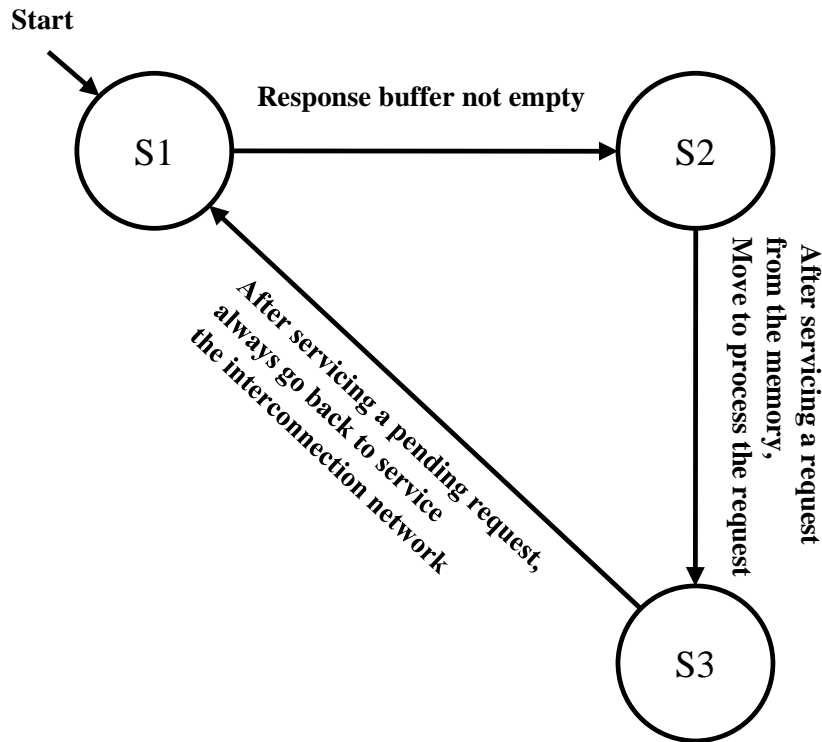 Start
Response buffer not empty
S1
S2
After servicing a request
from the memory,
Move to process the request
After servicing a pending request,
always go back to service
the interconnection network
S3